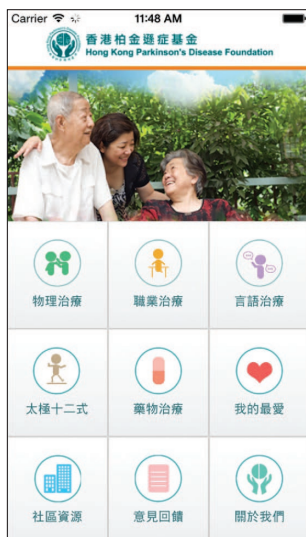 Carrier 11:48 AM
香港柏金遜症基金
Hong Kong Parkinson's Disease Foundation
物理治療 職業治療 言語治療
太極十二式 藥物治療 我的最愛
社區資源 意見回饋 關於我們